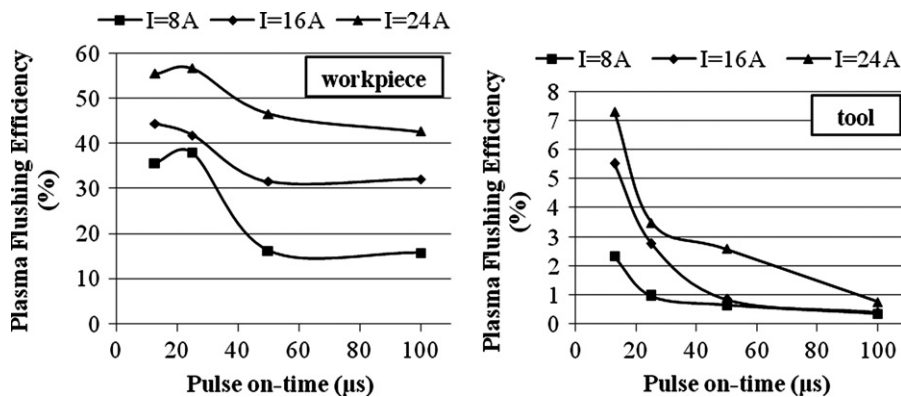 I=8A I=16A I=24A
Plasma Flushing Efficiency
(%)
60
50
40
30
20
10
0
workpiece
0 20 40 60 80 100
Pulse on-time (μs)
I=8A I=16A I=24A
Plasma Flushing Efficiency
(%)
8
7
6
5
4
3
2
1
0
tool
0 20 40 60 80 100
Pulse on-time (μs)